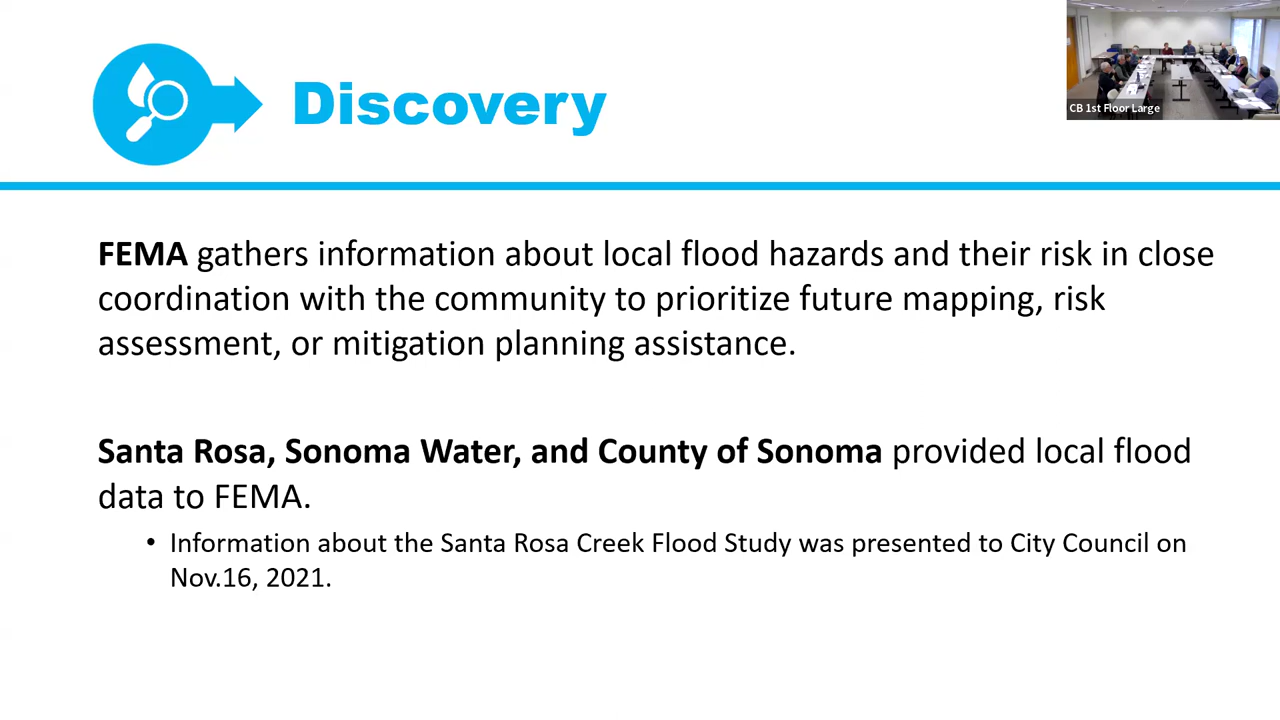 Discovery
CB 1st Floor Large
FEMA gathers information about local flood hazards and their risk in close
coordination with the community to prioritize future mapping, risk
assessment, or mitigation planning assistance.
Santa Rosa, Sonoma Water, and County of Sonoma provided local flood
data to FEMA.
• Information about the Santa Rosa Creek Flood Study was presented to City Council on
Nov.16, 2021.